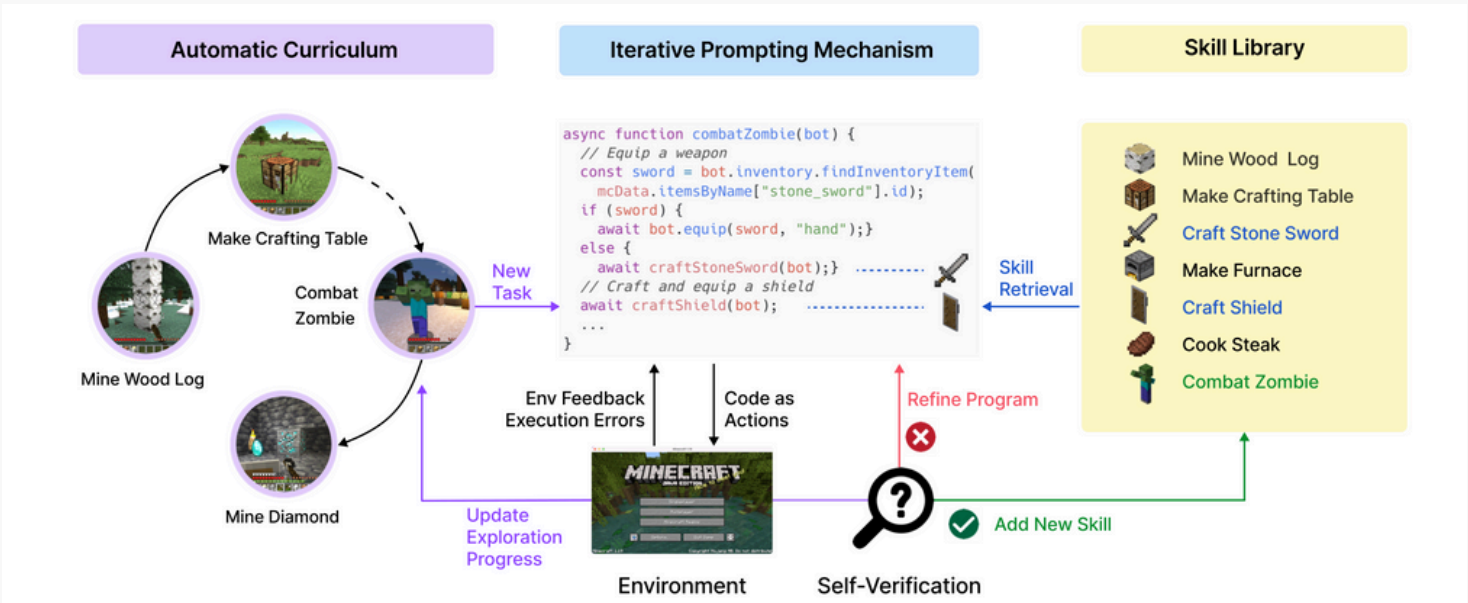 Automatic Curriculum
Iterative Prompting Mechanism
Skill Library
Make Crafting Table
Mine Wood Log
Combat
Zombie
Mine Diamond
New
Task
async function combatZombie(bot) {
// Equip a weapon
const sword = bot.inventory.findInventoryItem(
mcData.itemsByName["stone_sword"].id);
if (sword) {
await bot.equip(sword, "hand");}
else {
await craftStoneSword(bot);}
// Craft and equip a shield
await craftShield(bot);
...
}
Skill
Retrieval
Mine Wood Log
Make Crafting Table
Craft Stone Sword
Make Furnace
Craft Shield
Cook Steak
Combat Zombie
Env Feedback
Execution Errors
Code as
Actions
Refine Program
MINECRAFT
JAVA EDITION
Update
Exploration
Progress
?
Add New Skill
Environment
Self-Verification